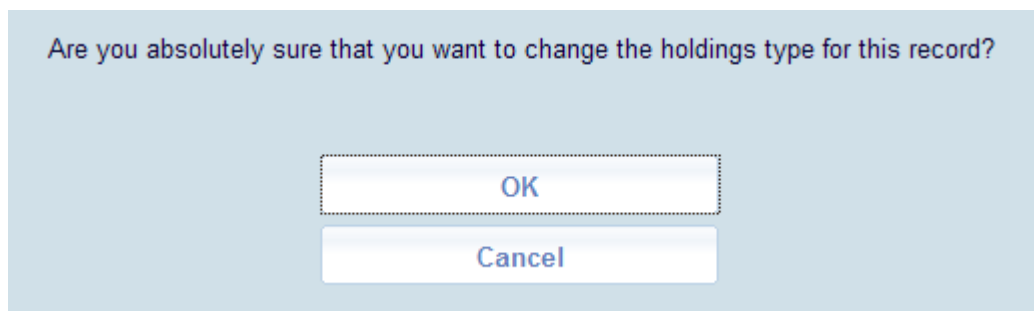 Are you absolutely sure that you want to change the holdings type for this record?
OK
Cancel